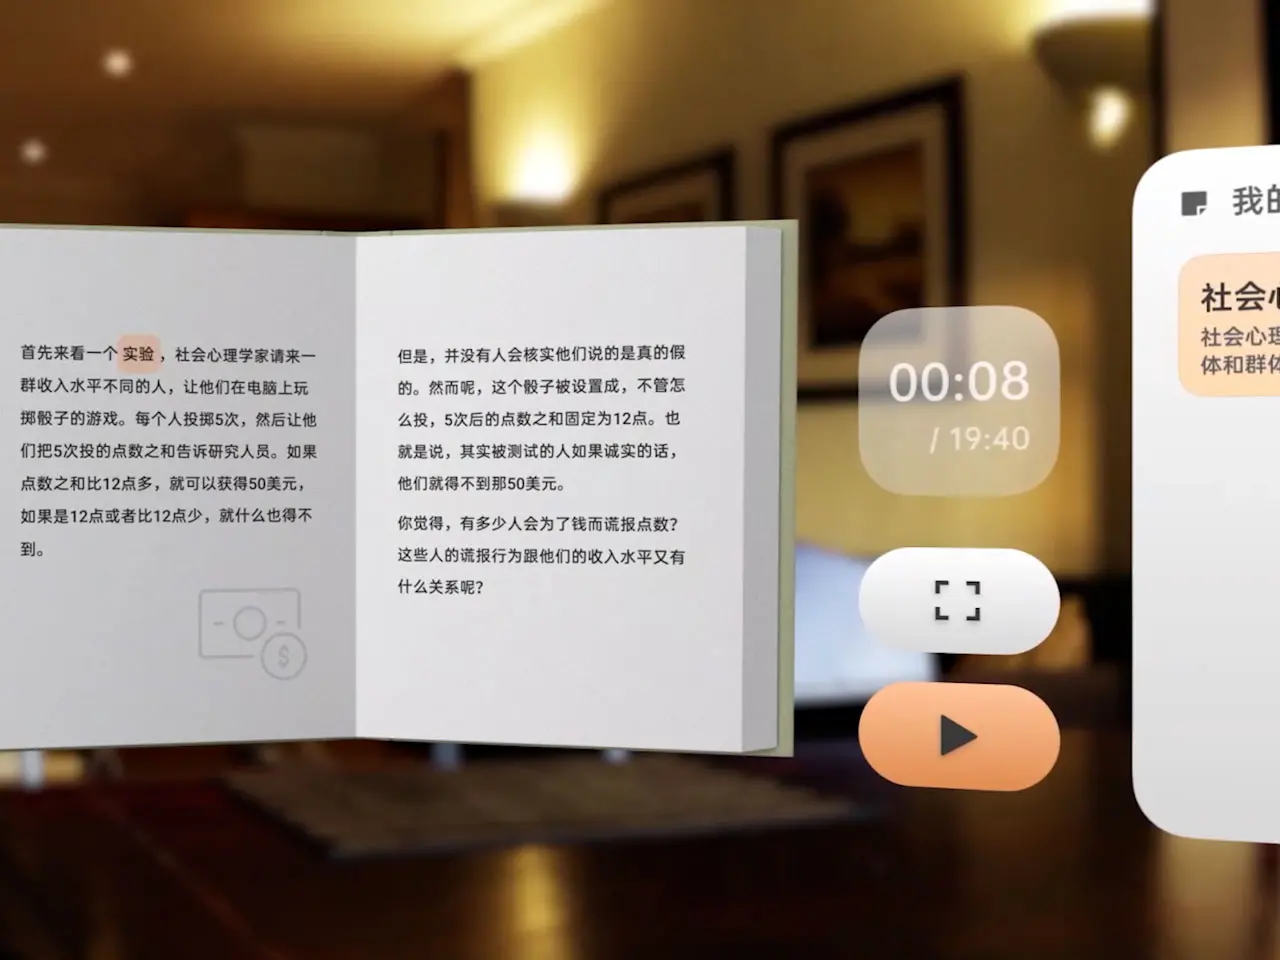 首先来看一个 实验，社会心理学家请来一
群收入水平不同的人，让他们在电脑上玩
掷骰子的游戏。每个人投掷5次，然后让他
们把5次投的点数之和告诉研究人员。如果
点数之和比12点多，就可以获得50美元，
如果是12点或者比12点少，就什么也得不
到。
$
但是，并没有人会核实他们说的是真的假
的。然而呢，这个骰子被设置成，不管怎
么投，5次后的点数之和固定为12点。也
就是说，其实被测试的人如果诚实的话，
他们就得不到那50美元。
你觉得，有多少人会为了钱而谎报点数？
这些人的谎报行为跟他们的收入水平又有
什么关系呢？
00:08
/ 19:40
我的
社会心
社会心理
体和群体